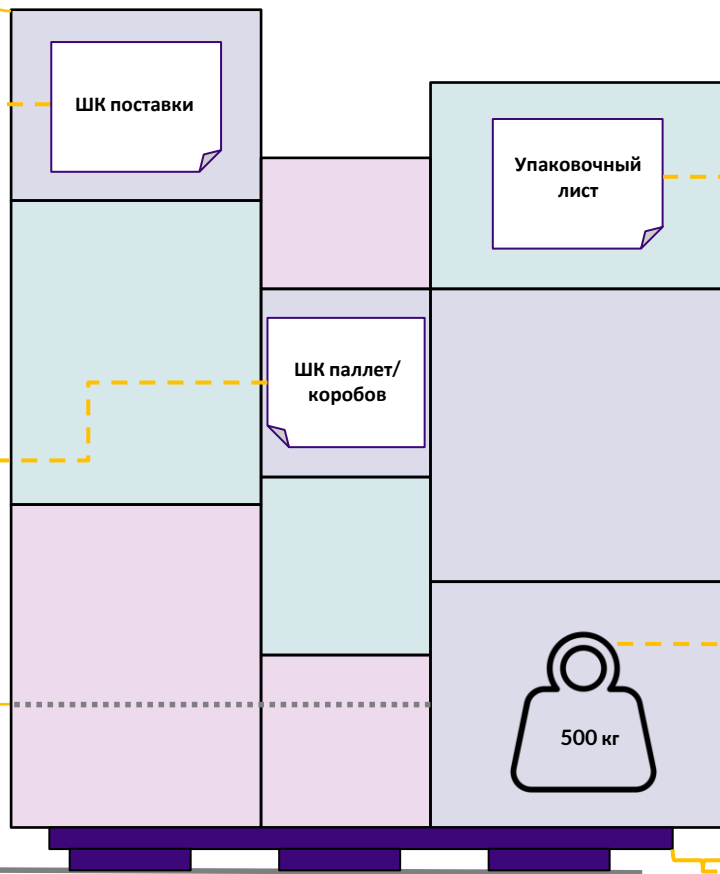 ШК поставки
Упаковочный
лист
ШК паллет/
коробов
500 кг